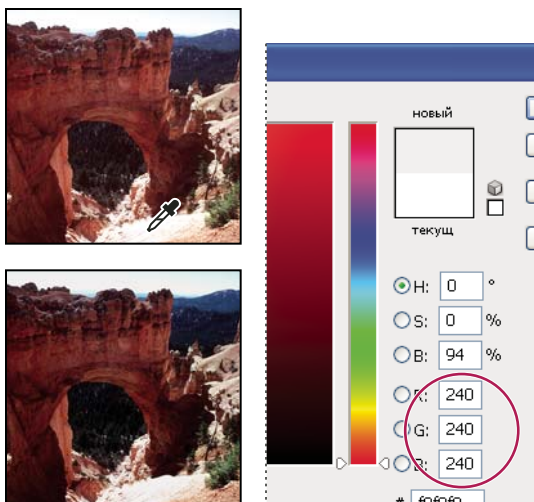 новый
текущ
H: 0 °
S: 0 %
B: 94 %
R: 240
G: 240
B: 240
# f0f0f0